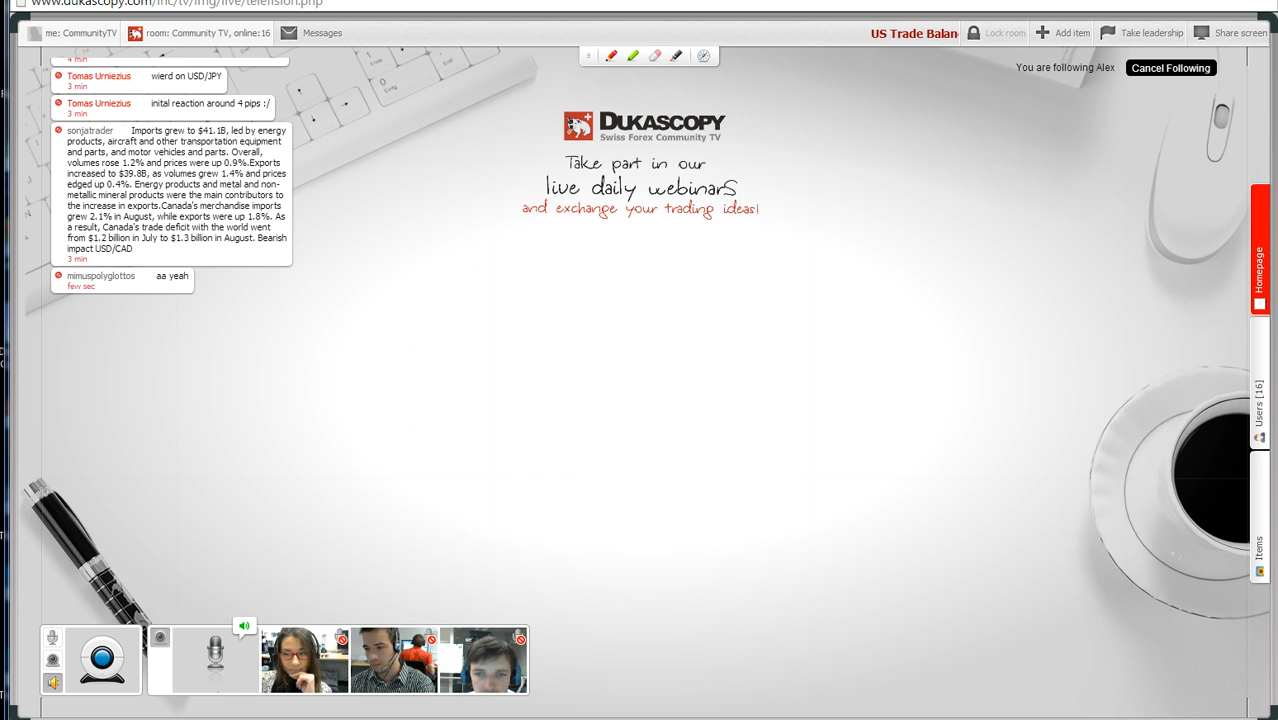 www.dukascopy.com/inc/tv/img/live/television.php
me: CommunityTV
room: Community TV, online:16
Messages
US Trade Balan
Lock room
Add item
Take leadership
Share screen
You are following Alex
Cancel Following
4 min
Tomas Urniezius wierd on USD/JPY
3 min
Tomas Urniezius inital reaction around 4 pips :/
3 min
sonjatrader Imports grew to $41.1B, led by energy
products, aircraft and other transportation equipment
and parts, and motor vehicles and parts. Overall,
volumes rose 1.2% and prices were up 0.9%.Exports
increased to $39.8B, as volumes grew 1.4% and prices
edged up 0.4%. Energy products and metal and non-
metallic mineral products were the main contributors to
the increase in exports.Canada's merchandise imports
grew 2.1% in August, while exports were up 1.8%. As
a result, Canada's trade deficit with the world went
from $1.2 billion in July to $1.3 billion in August. Bearish
impact USD/CAD
3 min
mimuspolyglottos aa yeah
few sec
DUKASCOPY
Swiss Forex Community TV
Take part in our
live daily webinars
and exchange your trading ideas!
Homepage
Users [16]
Items